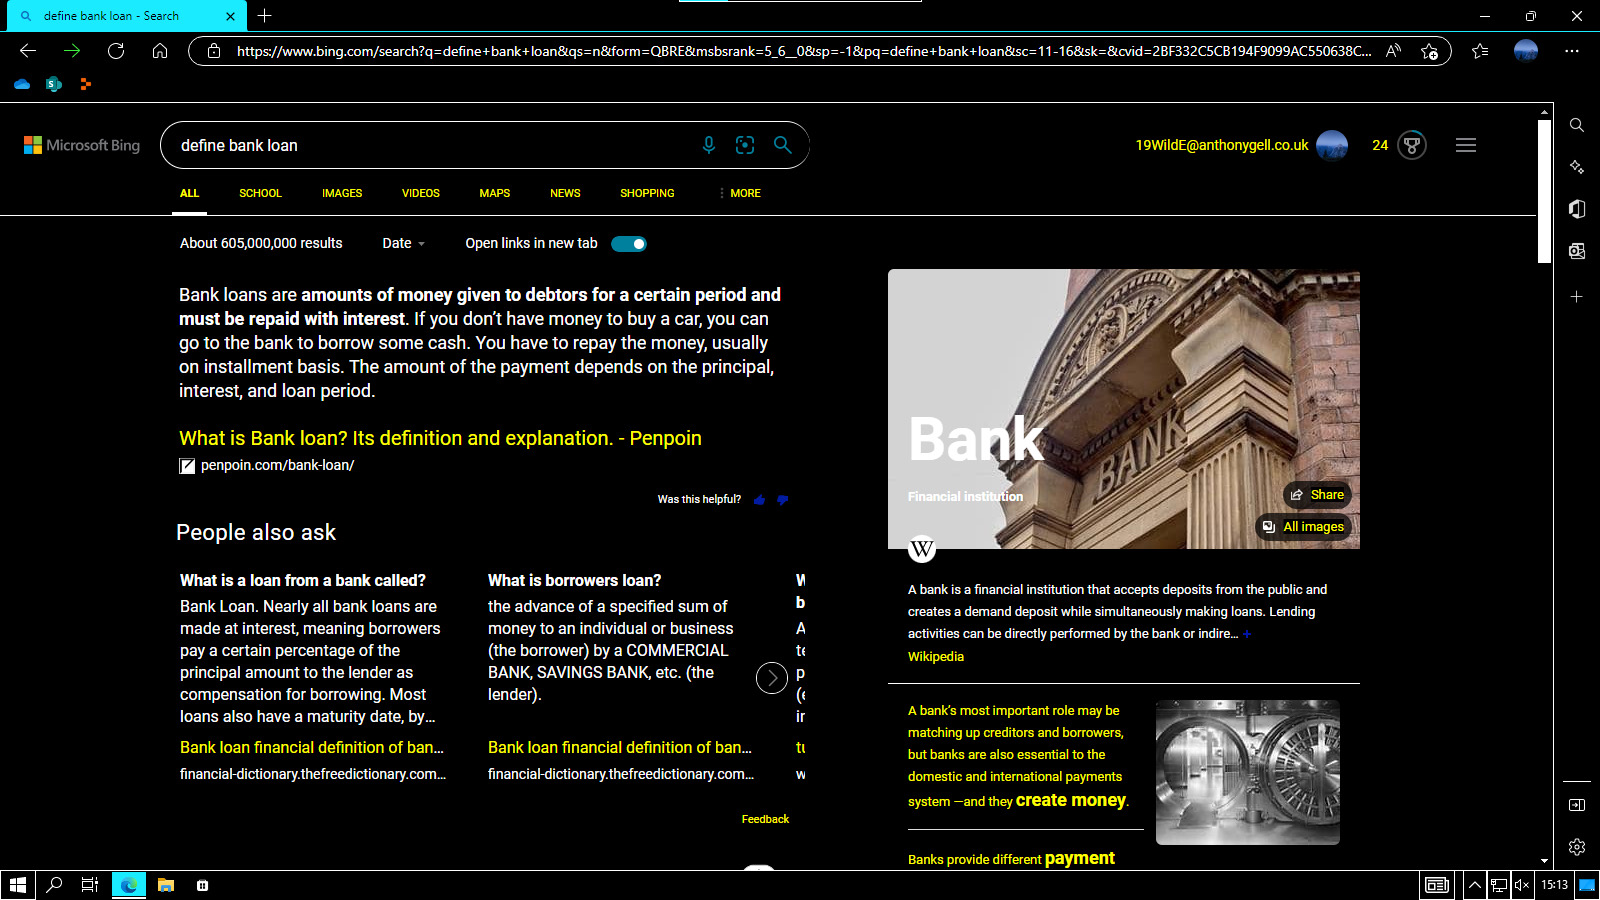 define bank loan - Search
https://www.bing.com/search?q=define+bank+loan&qs=n&form=QBRE&msbsrank=5_6__0&sp=-1&pq=define+bank+loan&sc=11-16&sk=&cvid=2BF332C5CB194F9099AC550638C...
Microsoft Bing
define bank loan
19WildE@anthonygell.co.uk
24
ALL SCHOOL IMAGES VIDEOS MAPS NEWS SHOPPING MORE
About 605,000,000 results Date Open links in new tab
Bank loans are amounts of money given to debtors for a certain period and
must be repaid with interest. If you don’t have money to buy a car, you can
go to the bank to borrow some cash. You have to repay the money, usually
on installment basis. The amount of the payment depends on the principal,
interest, and loan period.
What is Bank loan? Its definition and explanation. - Penpoin
penpoin.com/bank-loan/
Was this helpful?
People also ask
What is a loan from a bank called?
Bank Loan. Nearly all bank loans are
made at interest, meaning borrowers
pay a certain percentage of the
principal amount to the lender as
compensation for borrowing. Most
loans also have a maturity date, by...
Bank loan financial definition of ban...
financial-dictionary.thefreedictionary.com...
What is borrowers loan?
the advance of a specified sum of
money to an individual or business
(the borrower) by a COMMERCIAL
BANK, SAVINGS BANK, etc. (the
lender).
Bank loan financial definition of ban...
financial-dictionary.thefreedictionary.com...
Feedback
BANK
Bank
Financial institution
Share
All images
W
A bank is a financial institution that accepts deposits from the public and
creates a demand deposit while simultaneously making loans. Lending
activities can be directly performed by the bank or indire... +
Wikipedia
A bank’s most important role may be
matching up creditors and borrowers,
but banks are also essential to the
domestic and international payments
system —and they create money.
Banks provide different payment
15:13